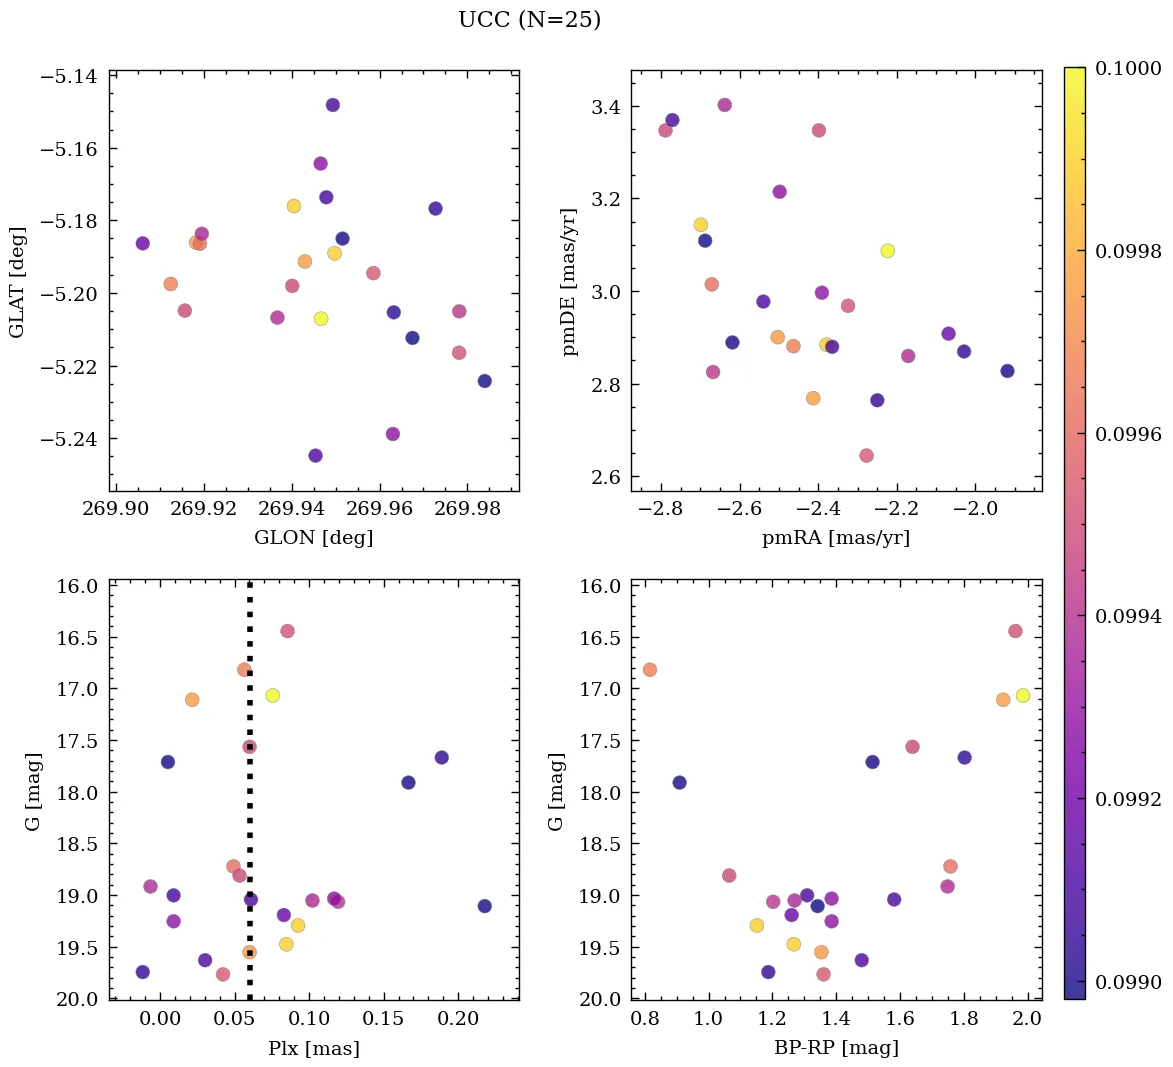 UCC (N=25)
−5.14
−5.16
−5.18
−5.20
−5.22
−5.24
GLAT [deg]
269.90 269.92 269.94 269.96 269.98
GLON [deg]
3.4
3.2
3.0
2.8
2.6
pmDE [mas/yr]
−2.8 −2.6 −2.4 −2.2 −2.0
pmRA [mas/yr]
16.0
16.5
17.0
17.5
18.0
18.5
19.0
19.5
20.0
G [mag]
0.00 0.05 0.10 0.15 0.20
Plx [mas]
16.0
16.5
17.0
17.5
18.0
18.5
19.0
19.5
20.0
G [mag]
0.8 1.0 1.2 1.4 1.6 1.8 2.0
BP-RP [mag]
0.1000
0.0998
0.0996
0.0994
0.0992
0.0990